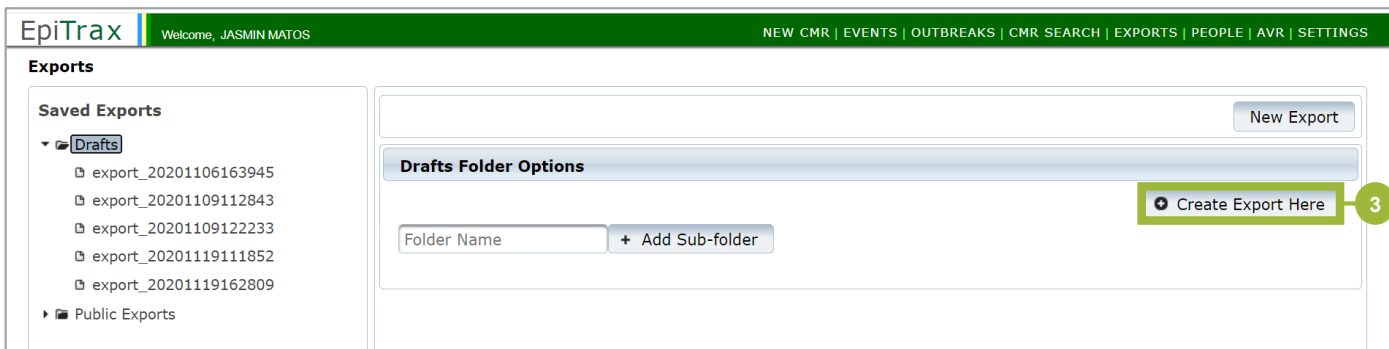 EpiTrax
Welcome, JASMIN MATOS
NEW CMR | EVENTS | OUTBREAKS | CMR SEARCH | EXPORTS | PEOPLE | AVR | SETTINGS
Exports
Saved Exports
Drafts
export_20201106163945
export_20201109112843
export_20201109122233
export_20201119111852
export_20201119162809
Public Exports
New Export
Drafts Folder Options
Create Export Here
3
Folder Name
+ Add Sub-folder